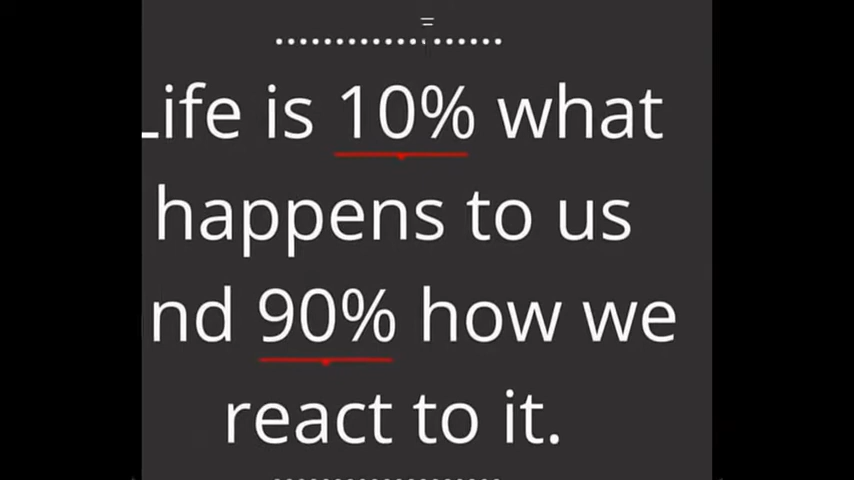 Life is 10% what
happens to us
nd 90% how we
react to it.